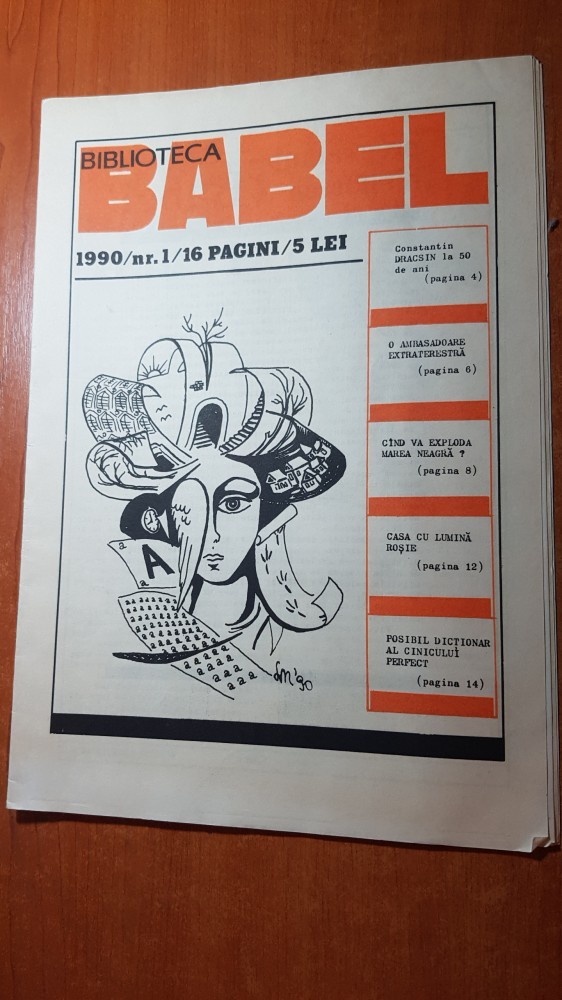 BIBLIOTECA
BABEL
1990/nr.1/16 PAGINI/5 LEI
Constantin
DRACSIN la 50
de ani
(pagina 4)
O AMBASADOARE
EXTRATERESTRĂ
(pagina 6)
CÎND VA EXPLODA
MAREA NEAGRĂ ?
(pagina 8)
CASA CU LUMINĂ
ROȘIE
(pagina 12)
POSIBIL DICTIONAR
AL CINICULUI
PERFECT
(pagina 14)
a
A
a